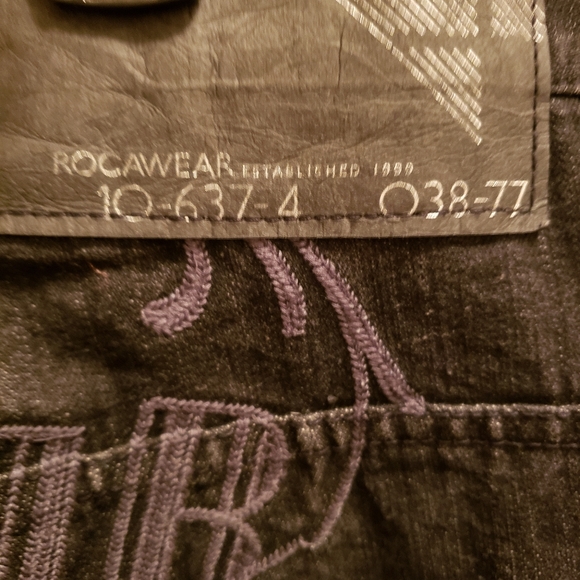 ROCAWEAR ESTABLISHED 1999
10-637-4 038-77
R